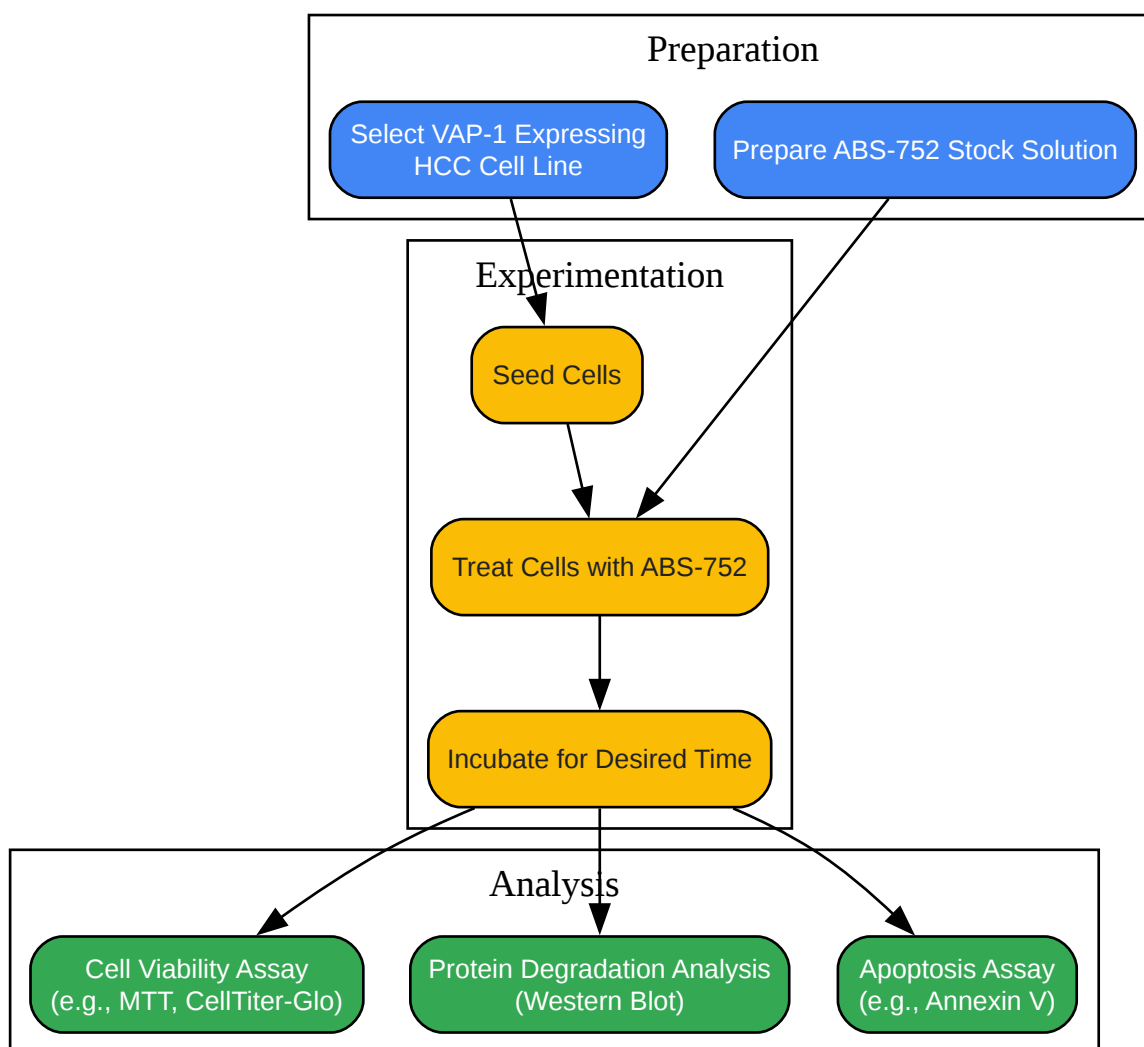 Preparation
Select VAP-1 Expressing
HCC Cell Line
Prepare ABS-752 Stock Solution
Experimentation
Seed Cells
Treat Cells with ABS-752
Incubate for Desired Time
Analysis
Cell Viability Assay
(e.g., MTT, CellTiter-Glo)
Protein Degradation Analysis
(Western Blot)
Apoptosis Assay
(e.g., Annexin V)